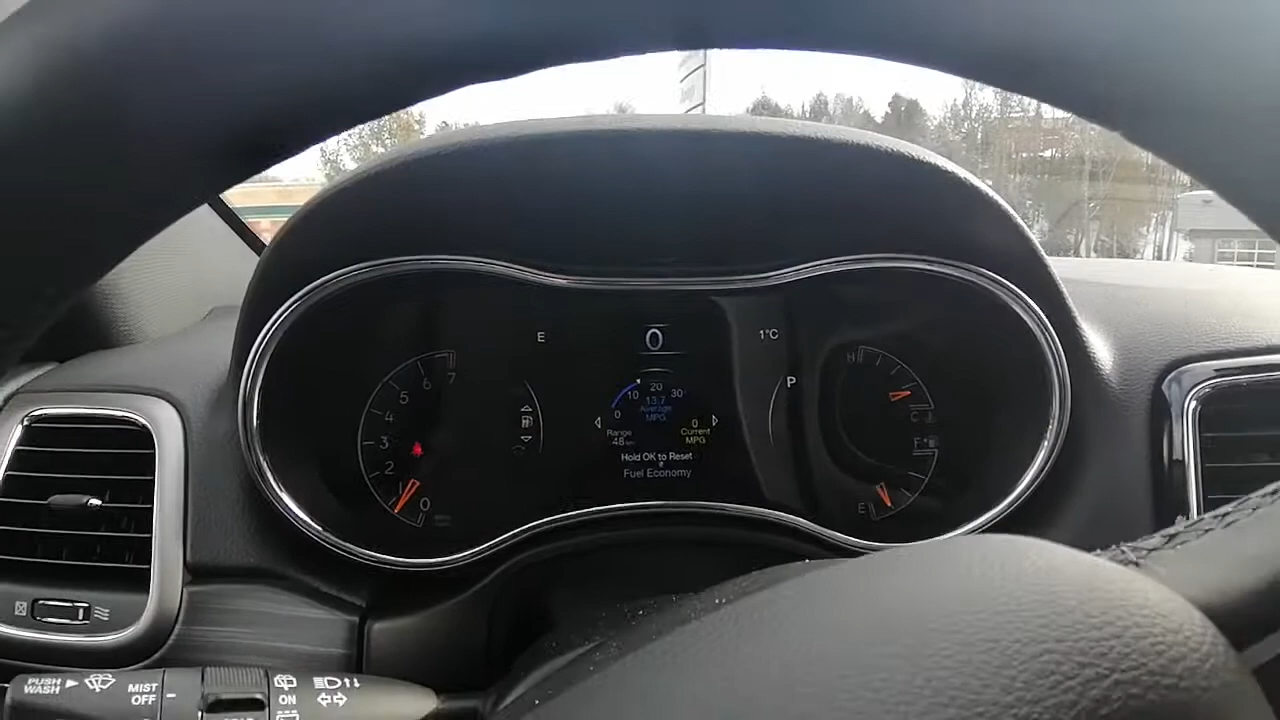 E
0
1°C
P
7
6
5
4
3
2
0
0
10
20
30
13.7
Average
MPG
Range
48 km
0
Current
MPG
Hold OK to Reset
Fuel Economy
H
C
F
E
PUSH
WASH
MIST
OFF
ON